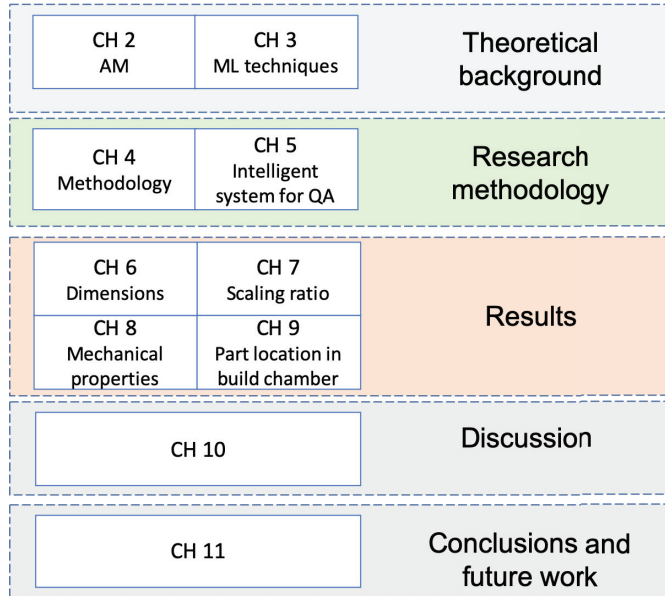 CH 2
AM
CH 3
ML techniques
Theoretical
background
CH 4
Methodology
CH 5
Intelligent
system for QA
Research
methodology
CH 6
Dimensions
CH 7
Scaling ratio
CH 8
Mechanical
properties
CH 9
Part location in
build chamber
Results
CH 10
Discussion
CH 11
Conclusions and
future work